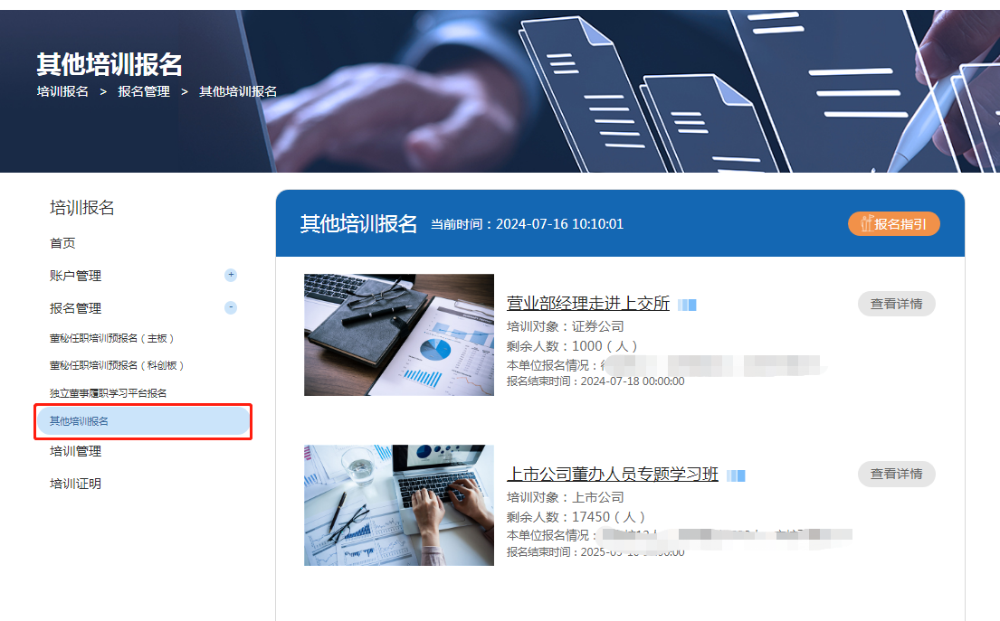 其他培训报名
培训报名 > 报名管理 > 其他培训报名
培训报名
首页
账户管理 +
报名管理 -
董秘任职培训预报名（主板）
董秘任职培训预报名（科创板）
独立董事履职学习平台报名
其他培训报名
培训管理
培训证明
其他培训报名 当前时间：2024-07-16 10:10:01
报名指引
营业部经理走进上交所
查看详情
培训对象：证券公司
剩余人数：1000（人）
本单位报名情况：
报名结束时间：2024-07-18 00:00:00
上市公司董办人员专题学习班
查看详情
培训对象：上市公司
剩余人数：17450（人）
本单位报名情况：
报名结束时间：